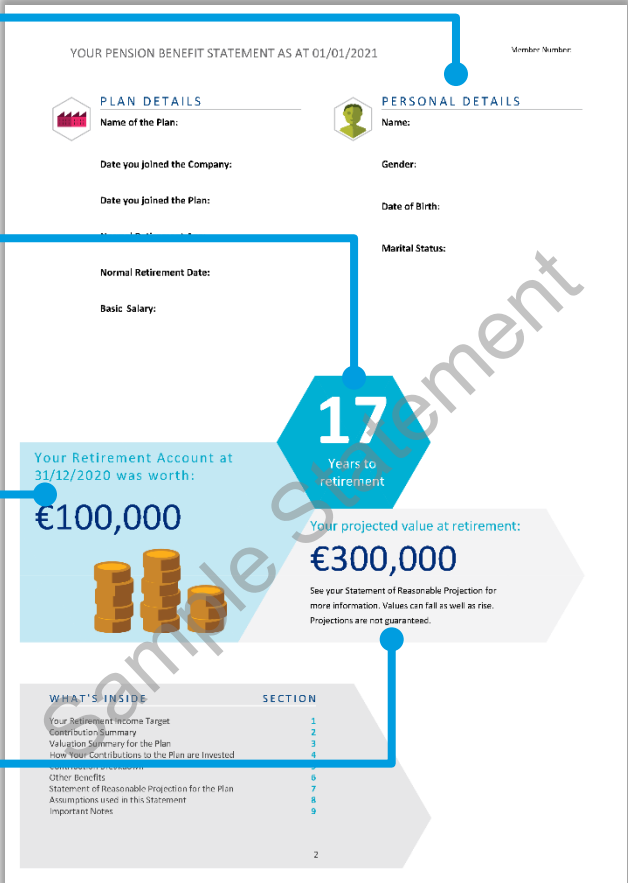 YOUR PENSION BENEFIT STATEMENT AS AT 01/01/2021
Member Number:
PLAN DETAILS
Name of the Plan:
Date you joined the Company:
Date you joined the Plan:
Normal Retirement Date:
Basic Salary:
PERSONAL DETAILS
Name:
Gender:
Date of Birth:
Marital Status:
17
Years to
retirement
Your Retirement Account at
31/12/2020 was worth:
€100,000
Your projected value at retirement:
€300,000
See your Statement of Reasonable Projection for
more information. Values can fall as well as rise.
Projections are not guaranteed.
Sample Statement
WHAT'S INSIDE SECTION
Your Retirement Income Target 1
Contribution Summary 2
Valuation Summary for the Plan 3
How Your Contributions to the Plan are Invested 4
Other Benefits 6
Statement of Reasonable Projection for the Plan 7
Assumptions used in this Statement 8
Important Notes 9
2